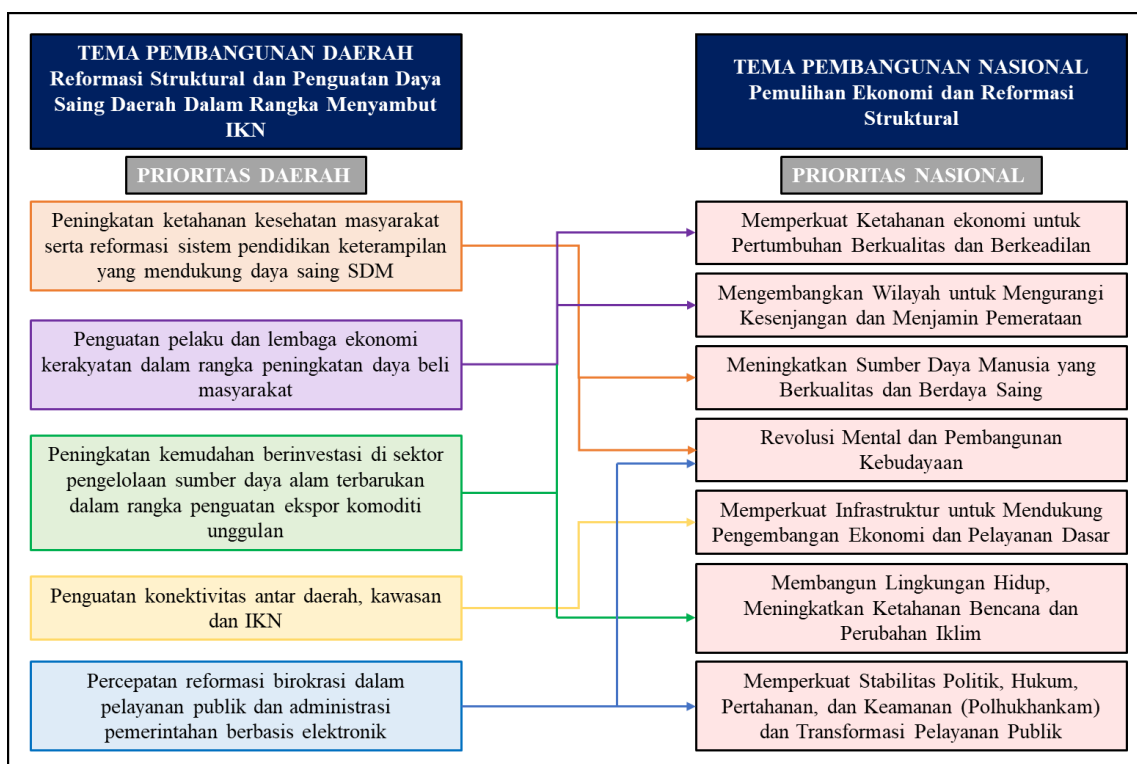 TEMA PEMBANGUNAN DAERAH
Reformasi Struktural dan Penguatan Daya
Saing Daerah Dalam Rangka Menyambut
IKN
PRIORITAS DAERAH
Peningkatan ketahanan kesehatan masyarakat
serta reformasi sistem pendidikan keterampilan
yang mendukung daya saing SDM
Penguatan pelaku dan lembaga ekonomi
kerakyatan dalam rangka peningkatan daya beli
masyarakat
Peningkatan kemudahan berinvestasi di sektor
pengelolaan sumber daya alam terbarukan
dalam rangka penguatan ekspor komoditi
unggulan
Penguatan konektivitas antar daerah, kawasan
dan IKN
Percepatan reformasi birokrasi dalam
pelayanan publik dan administrasi
pemerintahan berbasis elektronik
TEMA PEMBANGUNAN NASIONAL
Pemulihan Ekonomi dan Reformasi
Struktural
PRIORITAS NASIONAL
Memperkuat Ketahanan ekonomi untuk
Pertumbuhan Berkualitas dan Berkeadilan
Mengembangkan Wilayah untuk Mengurangi
Kesenjangan dan Menjamin Pemerataan
Meningkatkan Sumber Daya Manusia yang
Berkualitas dan Berdaya Saing
Revolusi Mental dan Pembangunan
Kebudayaan
Memperkuat Infrastruktur untuk Mendukung
Pengembangan Ekonomi dan Pelayanan Dasar
Membangun Lingkungan Hidup,
Meningkatkan Ketahanan Bencana dan
Perubahan Iklim
Memperkuat Stabilitas Politik, Hukum,
Pertahanan, dan Keamanan (Polhukhankam)
dan Transformasi Pelayanan Publik